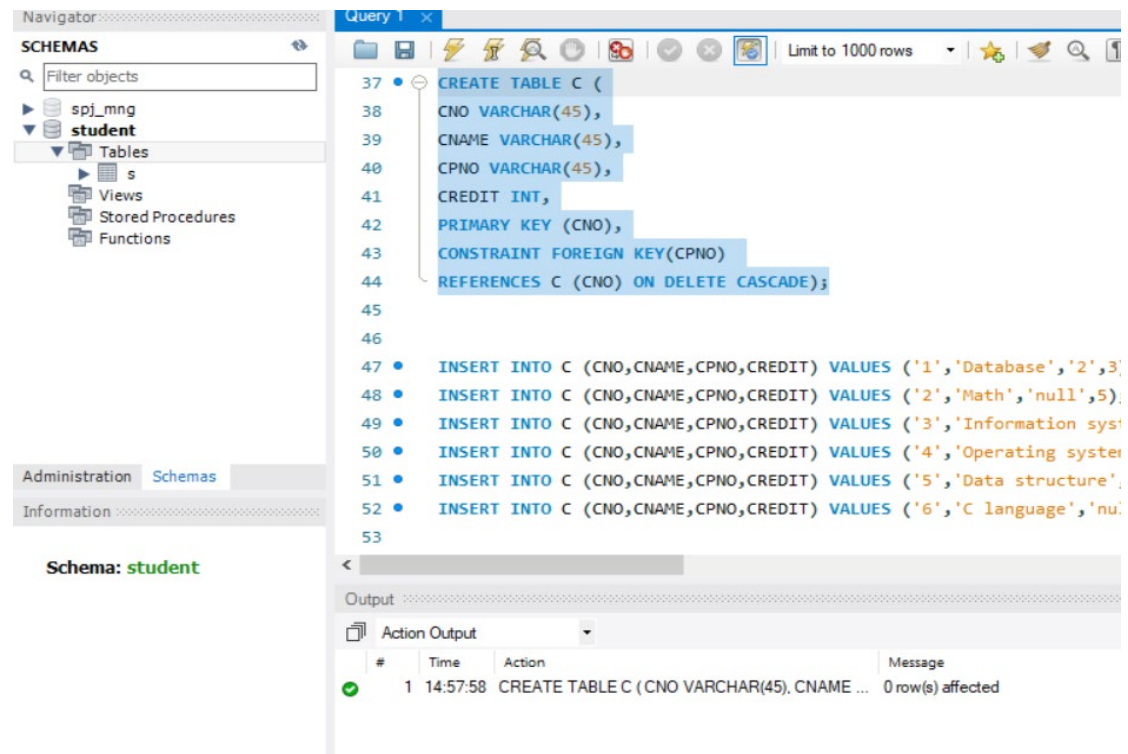 Navigator
SCHEMAS
Filter objects
spj_mng
student
Tables
s
Views
Stored Procedures
Functions
Administration Schemas
Information
Schema: student
Query 1
Limit to 1000 rows
37 CREATE TABLE C (
38 CNO VARCHAR(45),
39 CNAME VARCHAR(45),
40 CPNO VARCHAR(45),
41 CREDIT INT,
42 PRIMARY KEY (CNO),
43 CONSTRAINT FOREIGN KEY(CPNO)
44 REFERENCES C (CNO) ON DELETE CASCADE);
45
46
47 INSERT INTO C (CNO,CNAME,CPNO,CREDIT) VALUES ('1','Database','2',3)
48 INSERT INTO C (CNO,CNAME,CPNO,CREDIT) VALUES ('2','Math','null',5);
49 INSERT INTO C (CNO,CNAME,CPNO,CREDIT) VALUES ('3','Information syst
50 INSERT INTO C (CNO,CNAME,CPNO,CREDIT) VALUES ('4','Operating system
51 INSERT INTO C (CNO,CNAME,CPNO,CREDIT) VALUES ('5','Data structure',
52 INSERT INTO C (CNO,CNAME,CPNO,CREDIT) VALUES ('6','C language','nul
53
Output
Action Output
# Time Action Message
1 14:57:58 CREATE TABLE C ( CNO VARCHAR(45), CNAME ... 0 row(s) affected